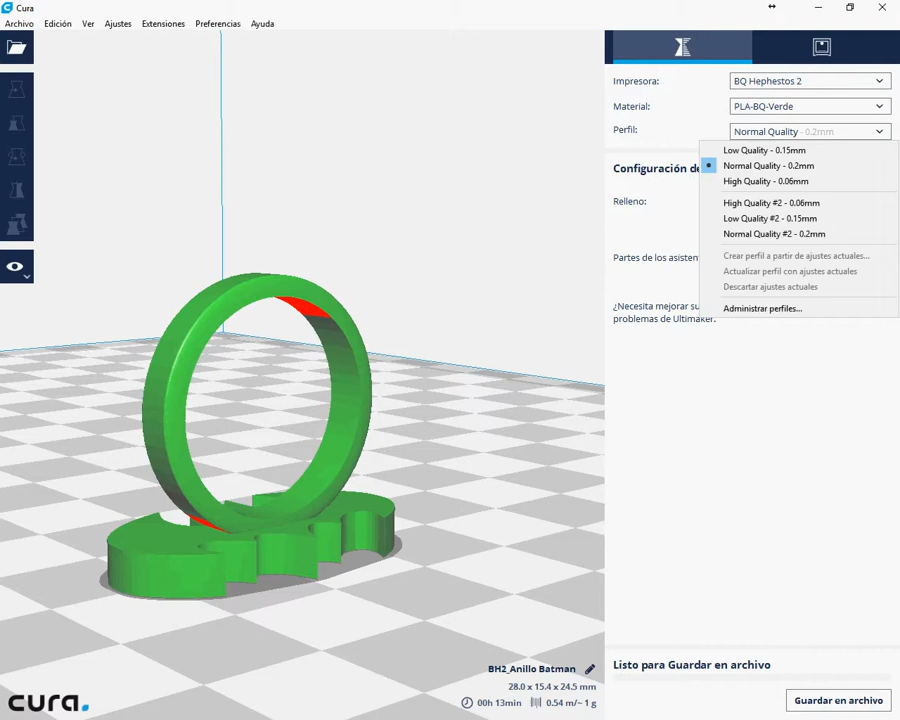 Cura
Archivo Edición Ver Ajustes Extensiones Preferencias Ayuda
Impresora: BQ Hephestos 2
Material: PLA-BQ-Verde
Perfil: Normal Quality - 0.2mm
Low Quality - 0.15mm
Normal Quality - 0.2mm
High Quality - 0.06mm
High Quality #2 - 0.06mm
Low Quality #2 - 0.15mm
Normal Quality #2 - 0.2mm
Crear perfil a partir de ajustes actuales...
Actualizar perfil con ajustes actuales
Descartar ajustes actuales
Administrar perfiles...
Configuración de
Relleno:
Partes de los asisten
¿Necesita mejorar su
problemas de Ultimaker.
BH2_Anillo Batman
28.0 x 15.4 x 24.5 mm
00h 13min 0.54 m/~ 1 g
cura.
Listo para Guardar en archivo
Guardar en archivo